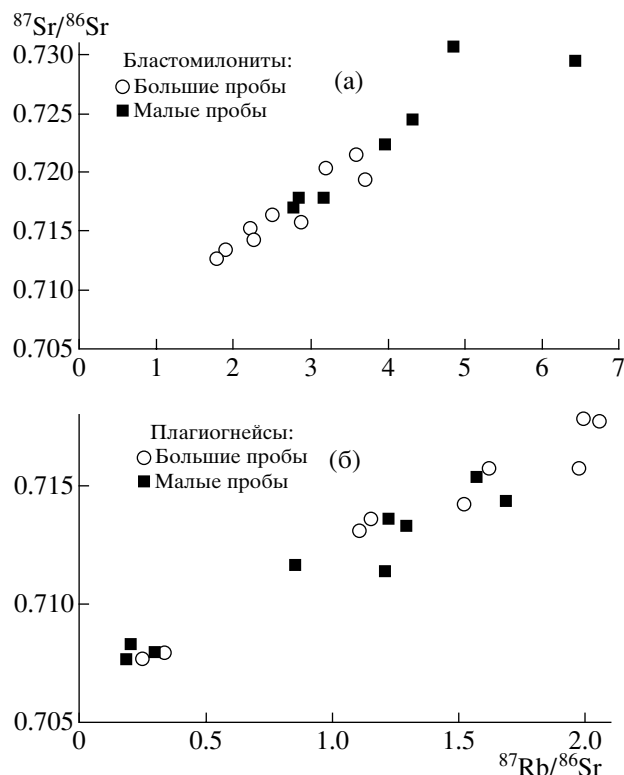 ⁸⁷Sr/⁸⁶Sr
0.730
Бластомилониты:
Большие пробы
(а)
Малые пробы
0.725
0.720
0.715
0.710
0.705
0 1 2 3 4 5 6 7
Плагиогнейсы:
Большие пробы
(б)
Малые пробы
0.715
0.710
0.705
0 0.5 1.0 1.5 2.0
⁸⁷Rb/⁸⁶Sr